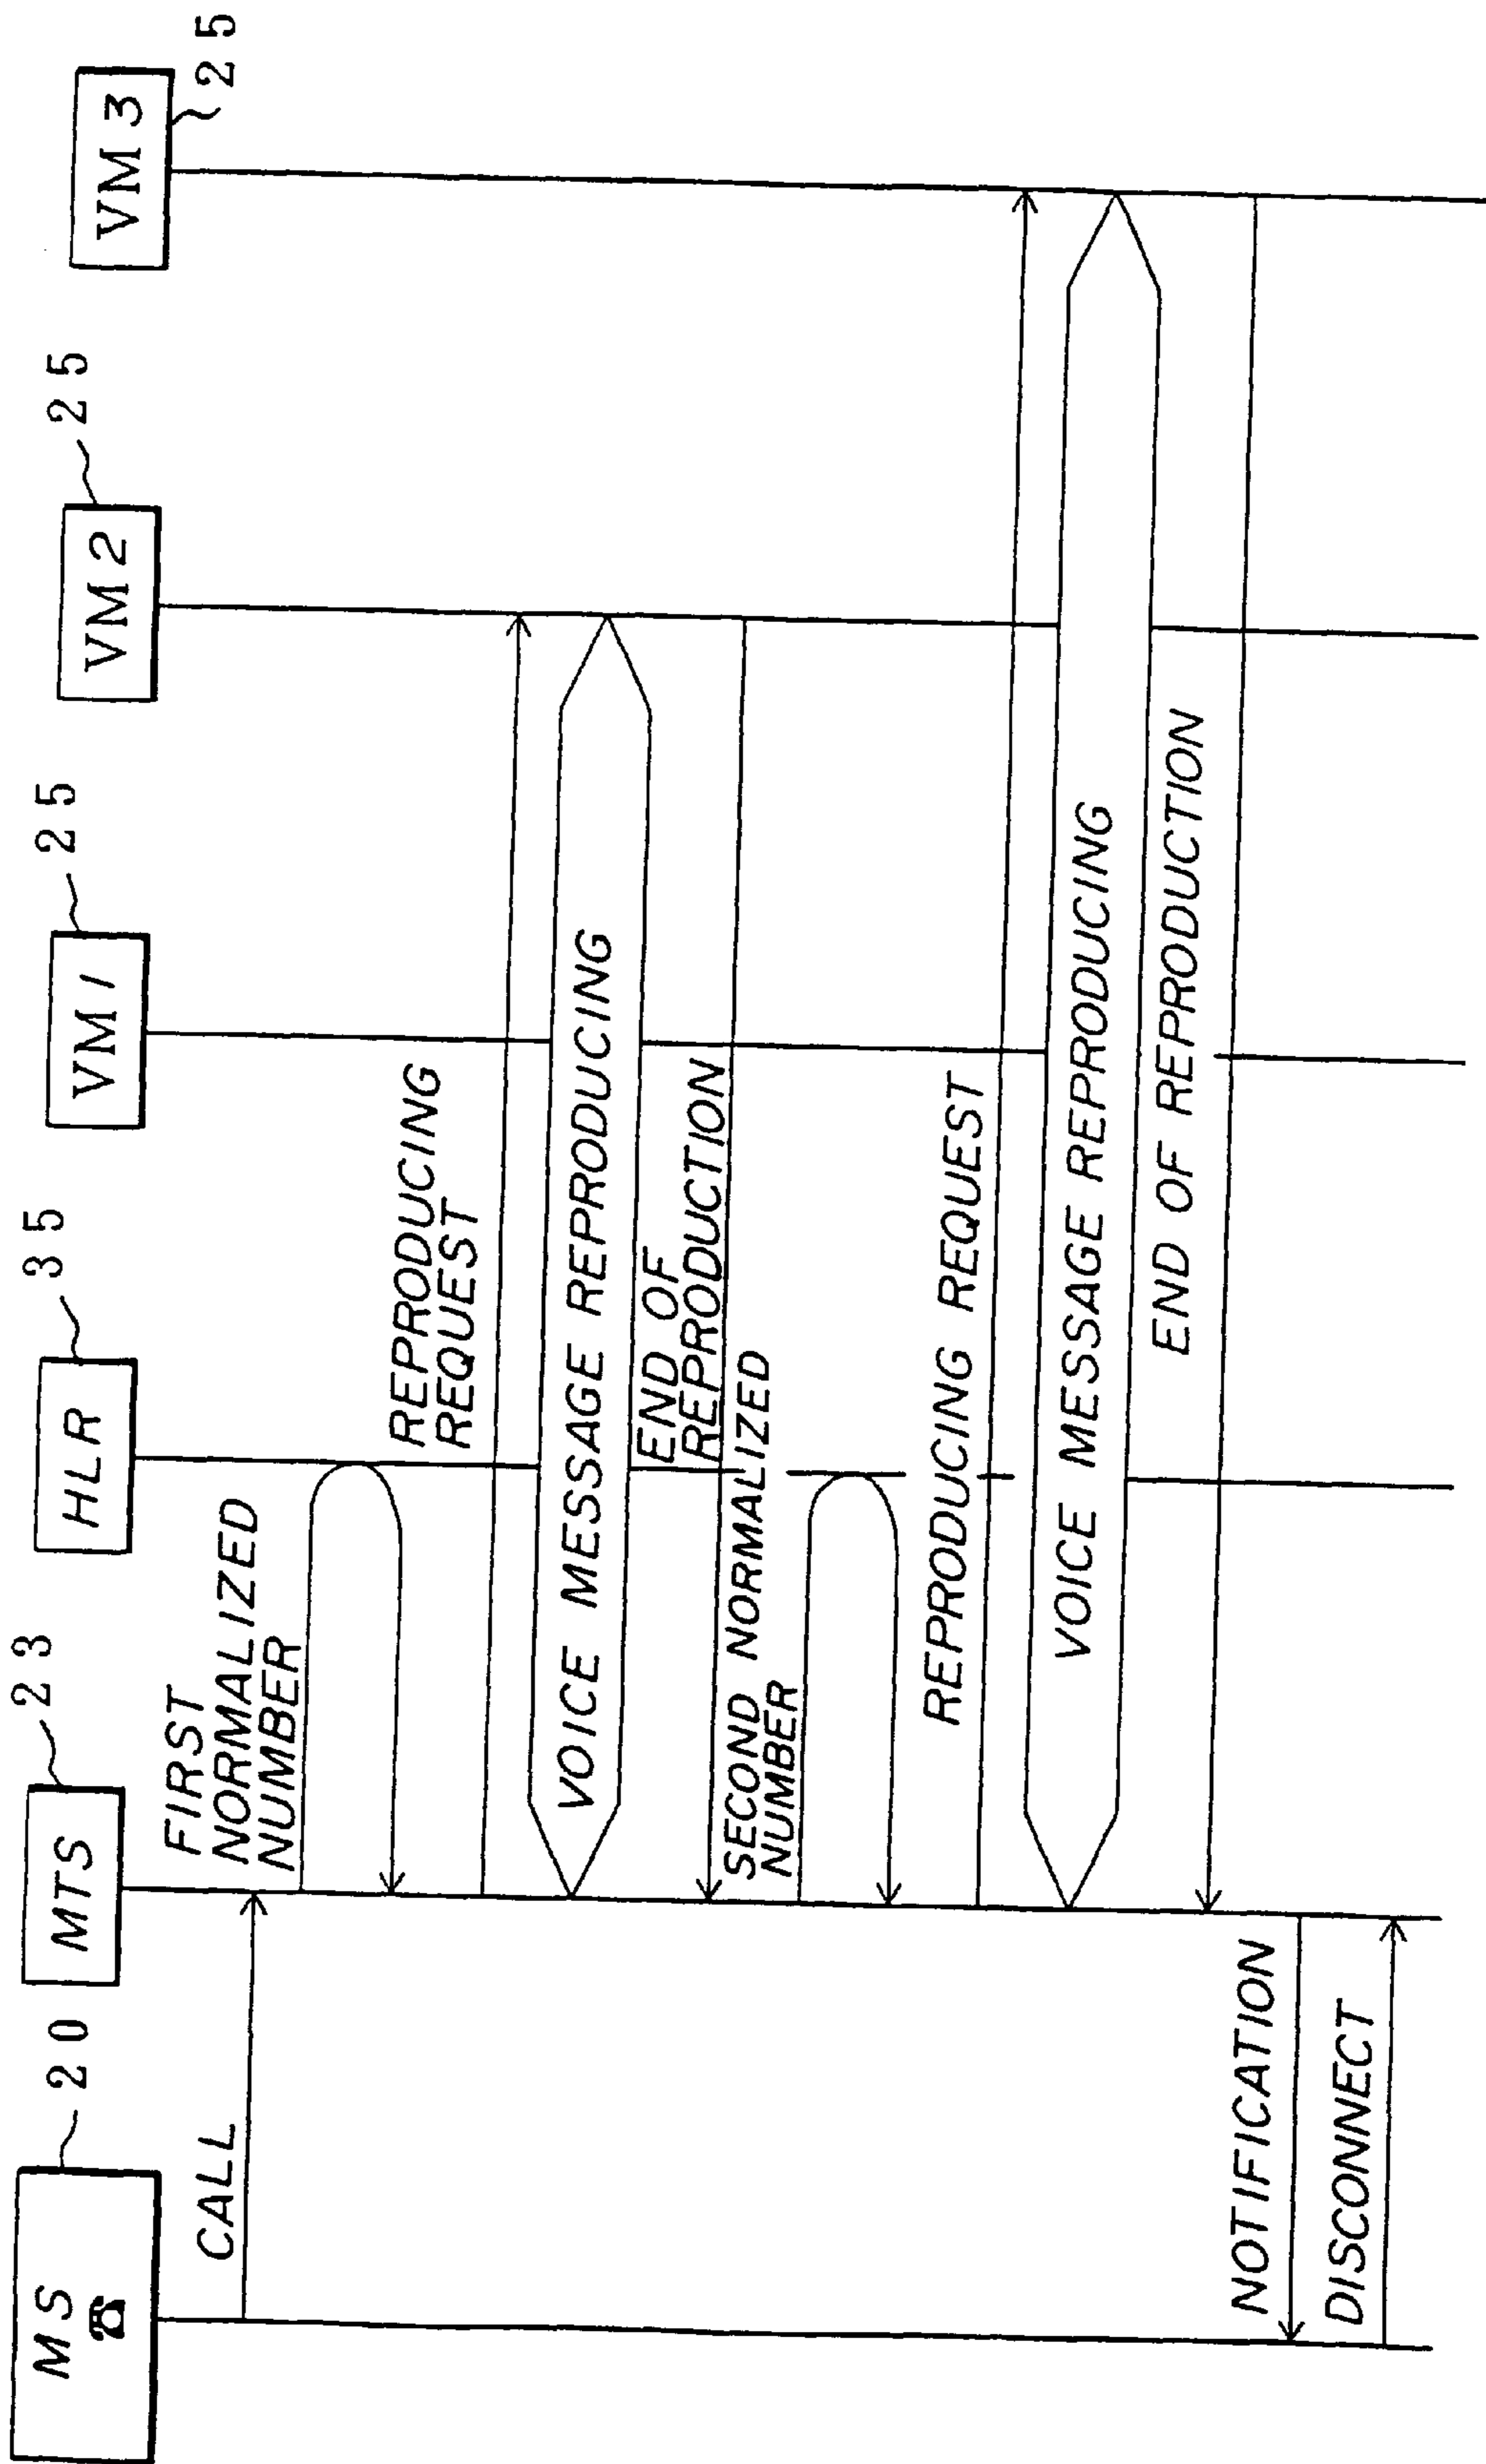 MS
20
MTS
23
HLR
35
VM1
25
VM2
25
VM3
25
CALL
FIRST
NORMALIZED
NUMBER
REPRODUCING
REQUEST
VOICE MESSAGE REPRODUCING
END OF
REPRODUCTION
SECOND NORMALIZED
NUMBER
REPRODUCING REQUEST
VOICE MESSAGE REPRODUCING
END OF REPRODUCTION
NOTIFICATION
DISCONNECT